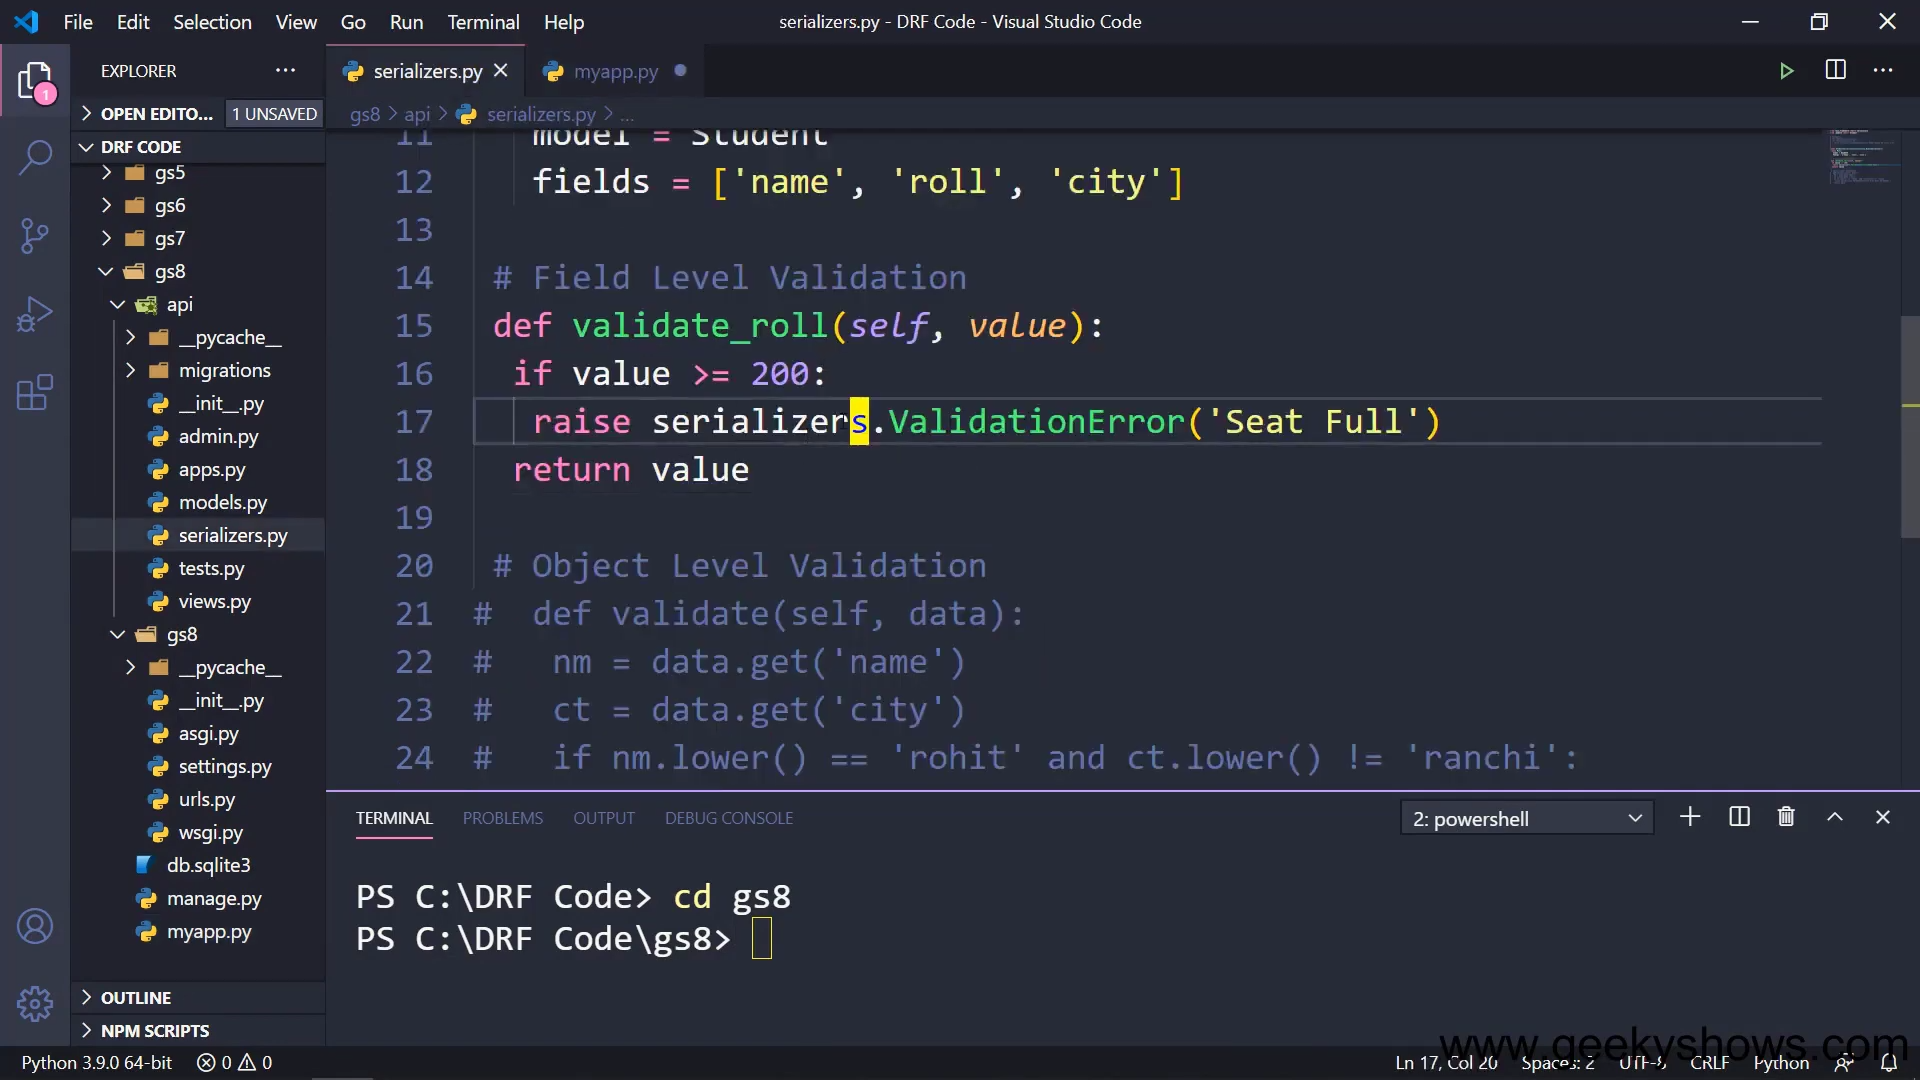 File Edit Selection View Go Run Terminal Help
serializers.py - DRF Code - Visual Studio Code
EXPLORER
serializers.py
myapp.py
OPEN EDITO... 1 UNSAVED
gs8 > api > serializers.py > ...
DRF CODE
gs5
gs6
gs7
gs8
api
__pycache__
migrations
__init__.py
admin.py
apps.py
models.py
serializers.py
tests.py
views.py
gs8
__pycache__
__init__.py
asgi.py
settings.py
urls.py
wsgi.py
db.sqlite3
manage.py
myapp.py
OUTLINE
NPM SCRIPTS
1
11 model = Student
12 fields = ['name', 'roll', 'city']
13
14 # Field Level Validation
15 def validate_roll(self, value):
16 if value >= 200:
17 raise serializers.ValidationError('Seat Full')
18 return value
19
20 # Object Level Validation
21 # def validate(self, data):
22 # nm = data.get('name')
23 # ct = data.get('city')
24 # if nm.lower() == 'rohit' and ct.lower() != 'ranchi':
TERMINAL PROBLEMS OUTPUT DEBUG CONSOLE
2: powershell
PS C:\DRF Code> cd gs8
PS C:\DRF Code\gs8>
www.geekyshows.com
Python 3.9.0 64-bit 0 0
Ln 17, Col 20 Spaces: 2 UTF-8 CRLF Python